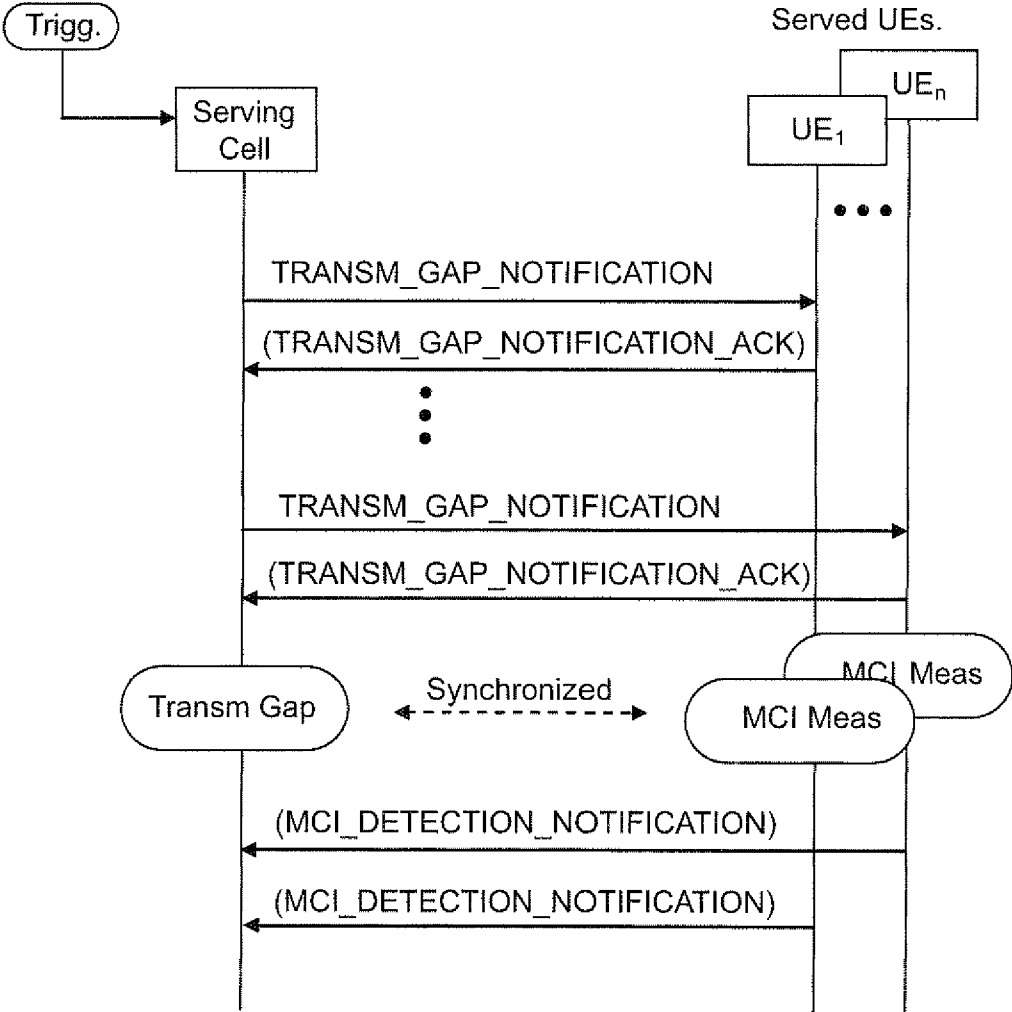 Trigg.
Served UEs.
Serving
Cell
UEn
UE1
TRANSM_GAP_NOTIFICATION
(TRANSM_GAP_NOTIFICATION_ACK)
TRANSM_GAP_NOTIFICATION
(TRANSM_GAP_NOTIFICATION_ACK)
MCI Meas
Transm Gap
Synchronized
MCI Meas
(MCI_DETECTION_NOTIFICATION)
(MCI_DETECTION_NOTIFICATION)